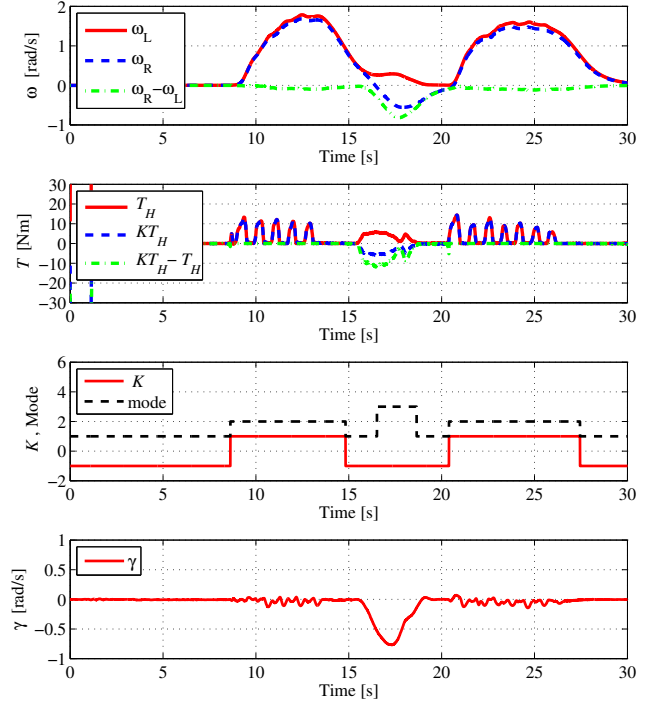 2
1
0
−1
ω [rad/s]
ω_L
ω_R
ω_R−ω_L
0 5 10 15 20 25 30
Time [s]
30
20
10
0
−10
−20
−30
T [Nm]
T_H
KT_H
KT_H − T_H
0 5 10 15 20 25 30
Time [s]
6
4
2
0
−2
K , Mode
K
mode
0 5 10 15 20 25 30
Time [s]
1
0.5
0
−0.5
−1
γ [rad/s]
γ
0 5 10 15 20 25 30
Time [s]